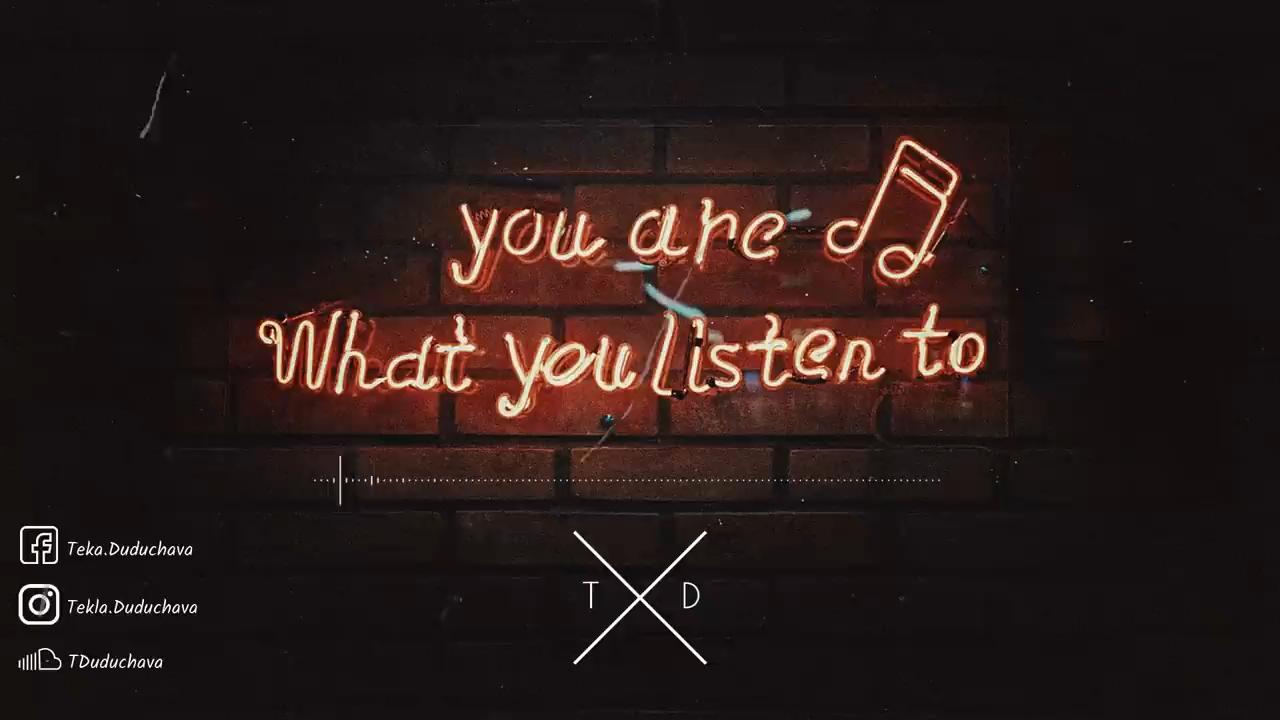 you are
What you listen to
Teka.Duduchava
Tekla.Duduchava
TDuduchava
T D